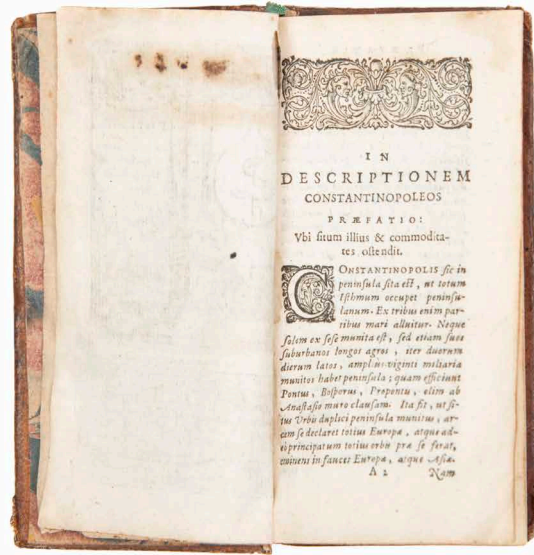 IN
DESCRIPTIONEM
CONSTANTINOPOLEOS
PRÆFATIO:
Vbi situm illius & commodita-
tes ostendit.
CONSTANTINOPOLIS sic in
peninsula sita est, ut totum
Isthmum occupet peninsu-
lanum. Ex tribus enim par-
tibus mari alluitur. Neque
solem ex sese munita est, sed etiam suos
suburbanos longos agros, iter duorum
dierum latos, amplius viginti miliaria
munitos habet peninsula; quam efficiunt
Pontus, Bosporus, Propontis, olim ab
Anastasio muro clausam. Ita fit, ut si-
tus Urbis duplici peninsula munitus, ar-
cem se declaret totius Europæ, atque ad-
eò principatum totius orbis præ se ferat,
eminens in fauces Europæ, atque Asiæ.
A 2 Nam